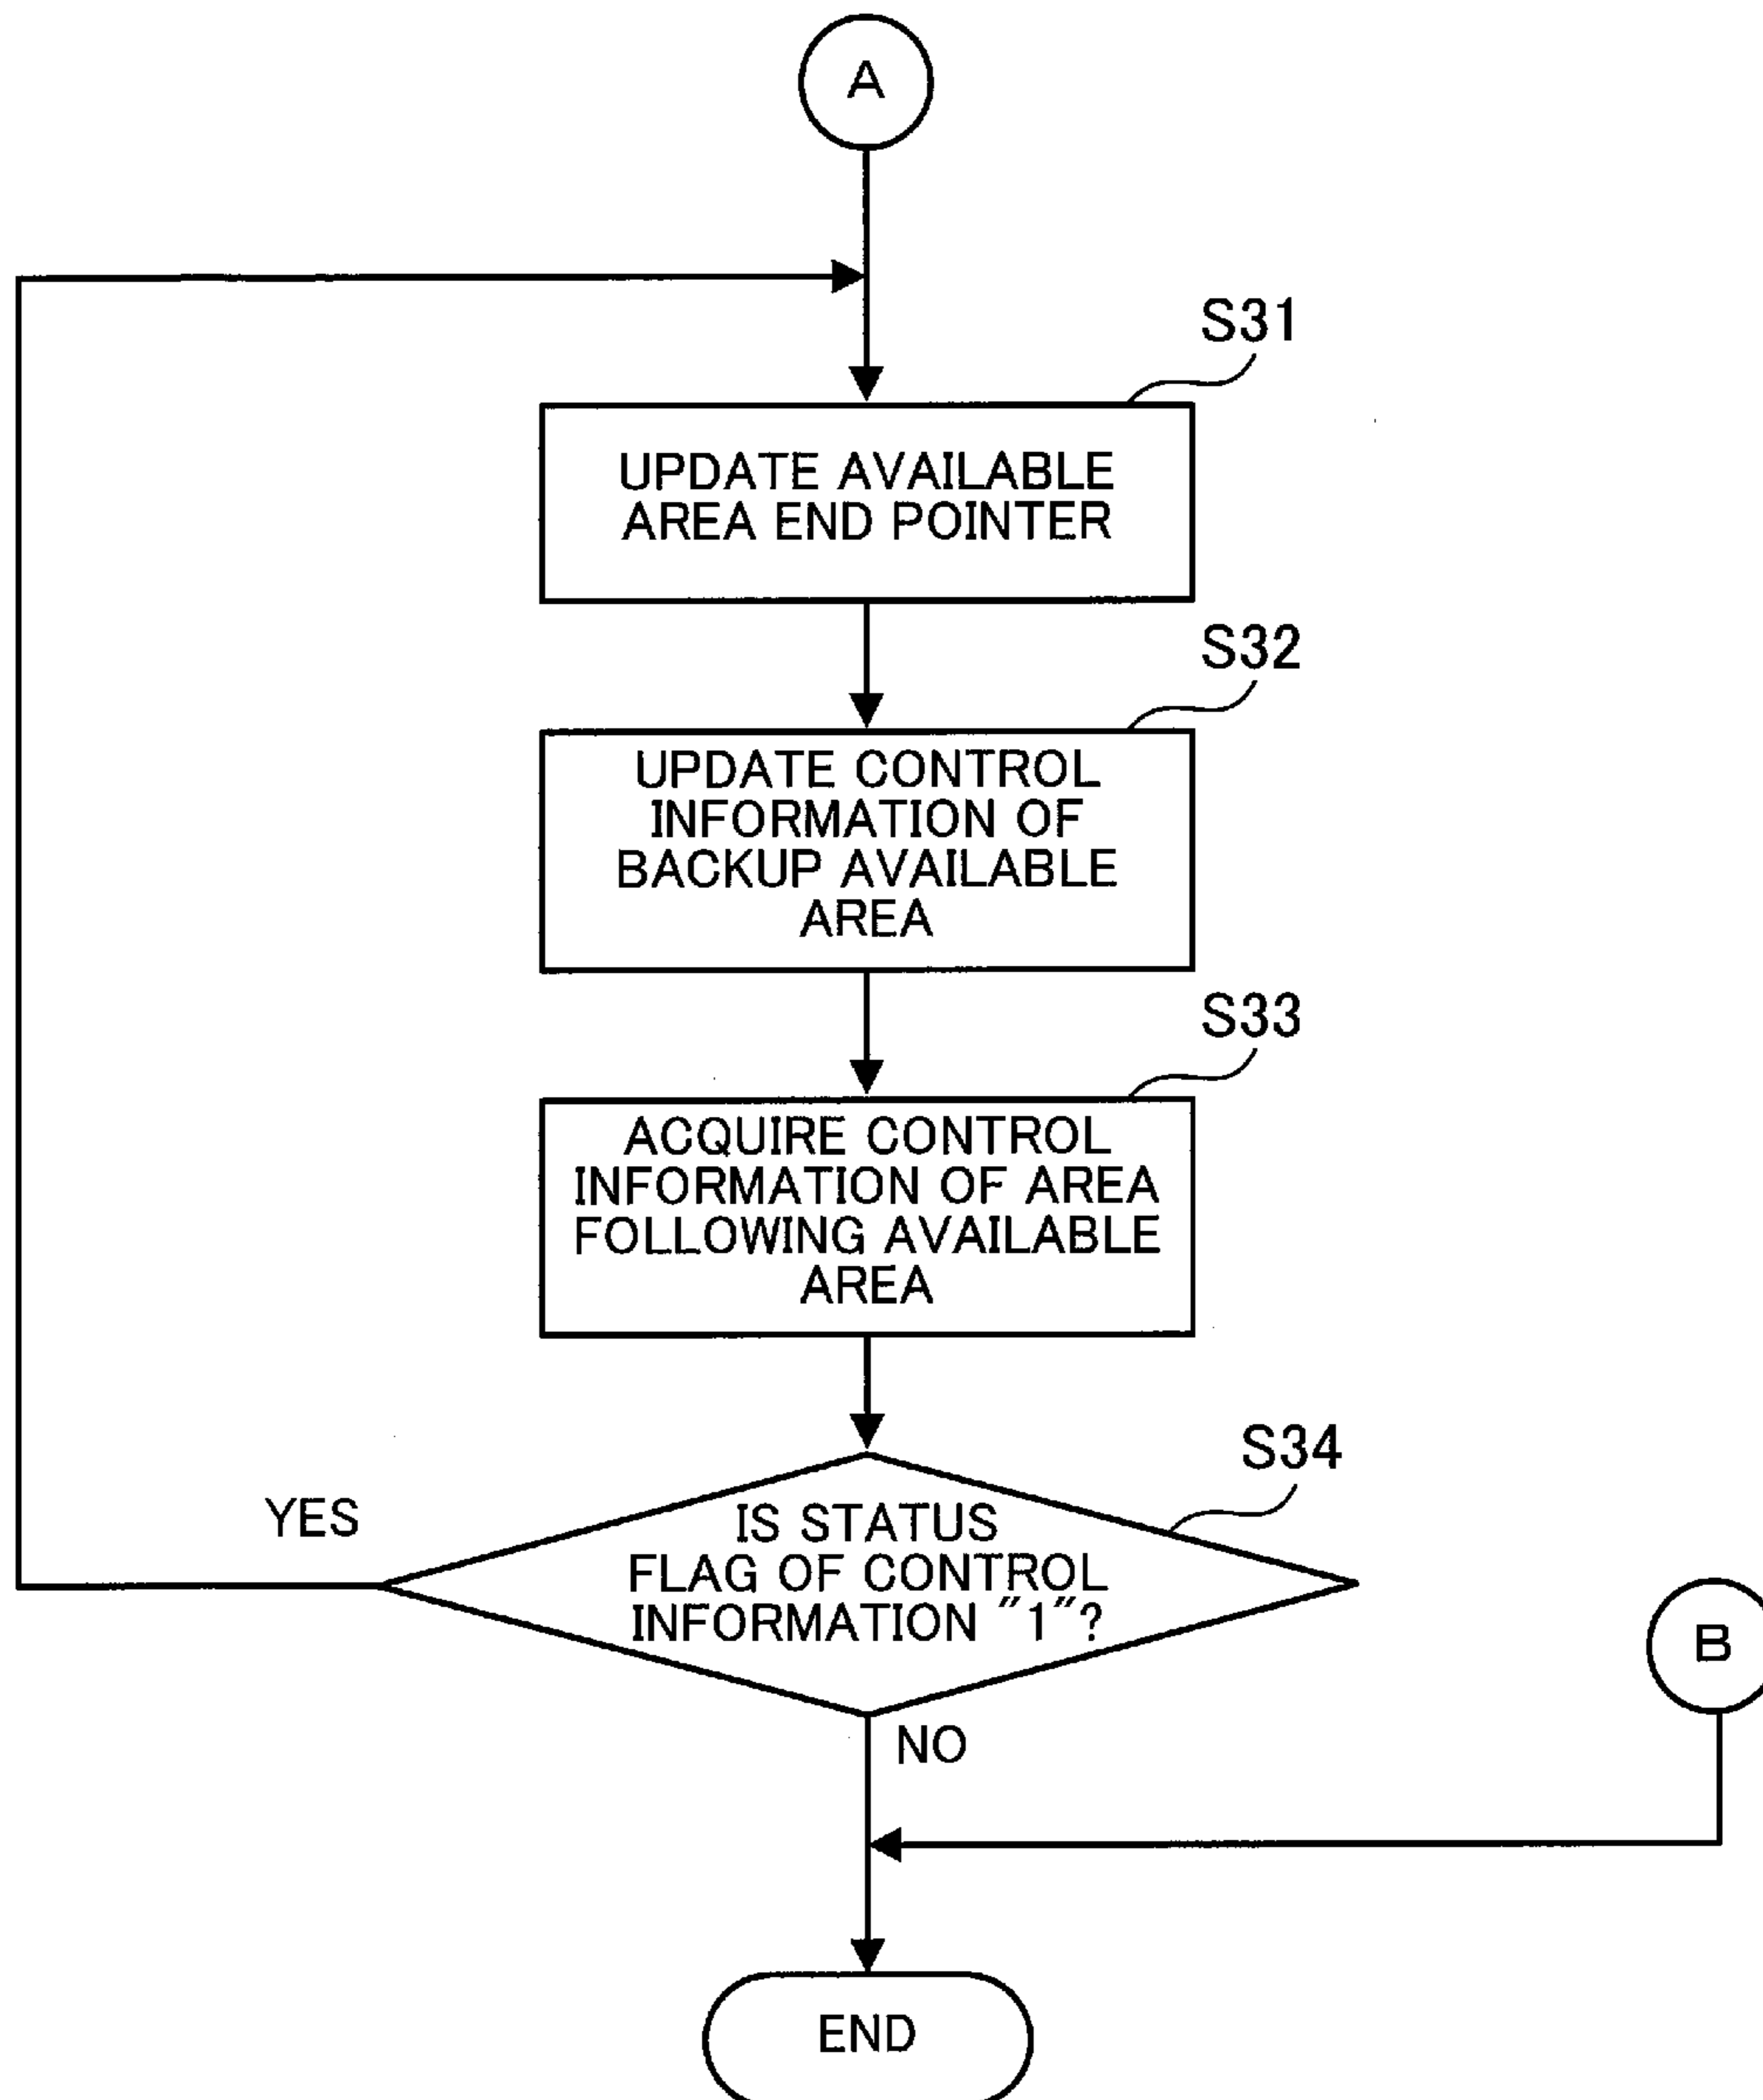 A
S31
UPDATE AVAILABLE
AREA END POINTER
S32
UPDATE CONTROL
INFORMATION OF
BACKUP AVAILABLE
AREA
S33
ACQUIRE CONTROL
INFORMATION OF AREA
FOLLOWING AVAILABLE
AREA
S34
YES
IS STATUS
FLAG OF CONTROL
INFORMATION "1"?
B
NO
END